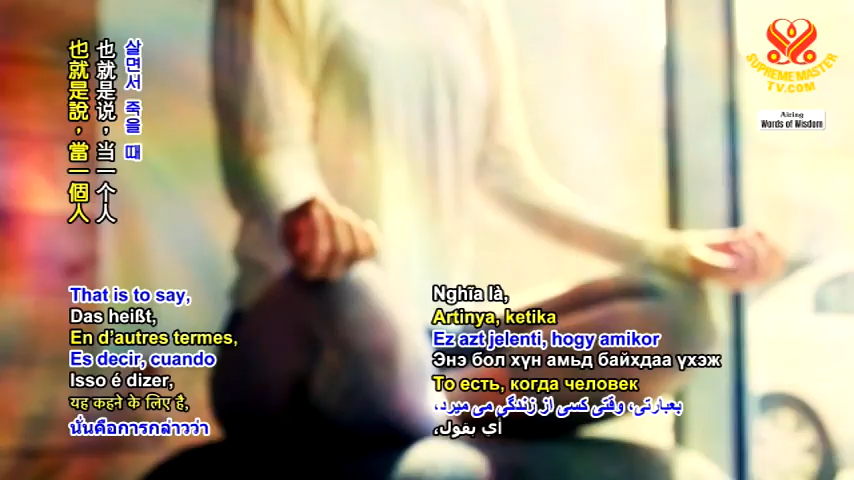 SUPREME MASTER
TV.COM
Airing
Words of Wisdom
살면서 죽을 때
也就是说，当一个人
也就是說，當一個人
That is to say,
Das heißt,
En d'autres termes,
Es decir, cuando
Isso é dizer,
यह कहने के लिए है,
นั่นคือการกล่าวว่า
Nghĩa là,
Artinya, ketika
Ez azt jelenti, hogy amikor
Энэ бол хүн амьд байхдаа үхэж
То есть, когда человек
بعبارتی، وقتی کسی از زندگی می میرد،
أي بقول،